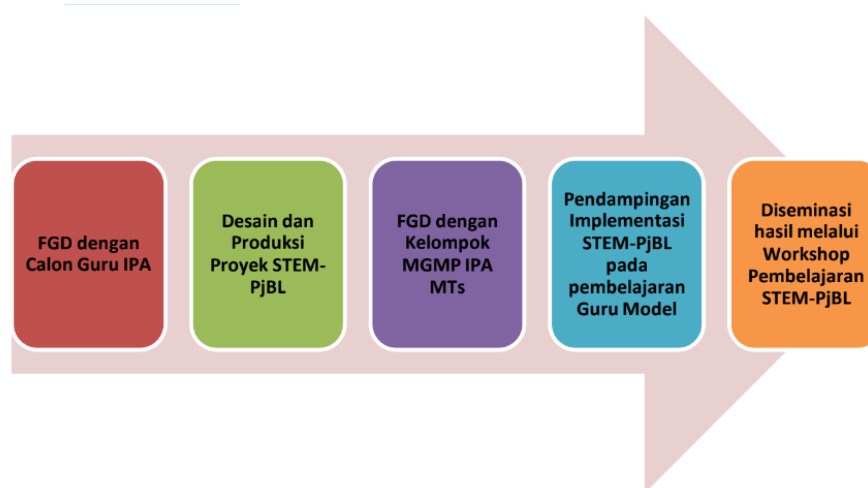 FGD dengan
Calon Guru IPA
Desain dan
Produksi
Proyek STEM-
PjBL
FGD dengan
Kelompok
MGMP IPA
MTs
Pendampingan
Implementasi
STEM-PjBL
pada
pembelajaran
Guru Model
Diseminasi
hasil melalui
Workshop
Pembelajaran
STEM-PjBL